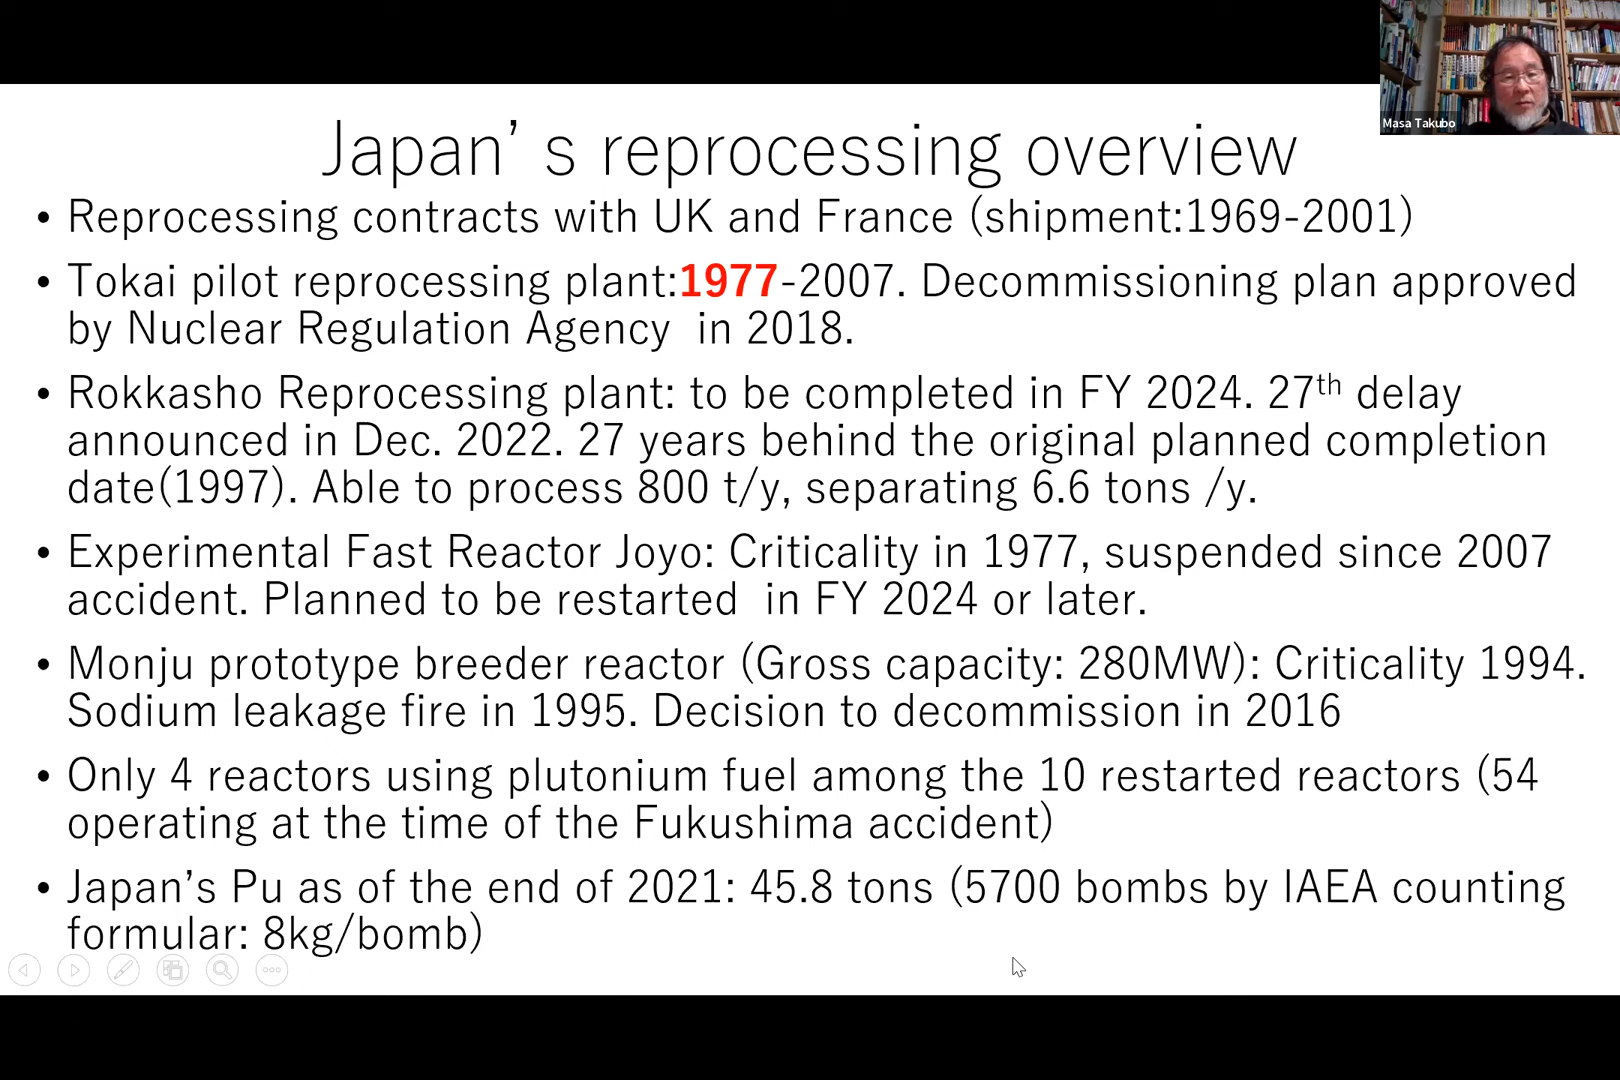 Masa Takubo
Japan’s reprocessing overview
• Reprocessing contracts with UK and France (shipment:1969-2001)
• Tokai pilot reprocessing plant:1977-2007. Decommissioning plan approved
by Nuclear Regulation Agency in 2018.
• Rokkasho Reprocessing plant: to be completed in FY 2024. 27th delay
announced in Dec. 2022. 27 years behind the original planned completion
date(1997). Able to process 800 t/y, separating 6.6 tons /y.
• Experimental Fast Reactor Joyo: Criticality in 1977, suspended since 2007
accident. Planned to be restarted in FY 2024 or later.
• Monju prototype breeder reactor (Gross capacity: 280MW): Criticality 1994.
Sodium leakage fire in 1995. Decision to decommission in 2016
• Only 4 reactors using plutonium fuel among the 10 restarted reactors (54
operating at the time of the Fukushima accident)
• Japan’s Pu as of the end of 2021: 45.8 tons (5700 bombs by IAEA counting
formular: 8kg/bomb)